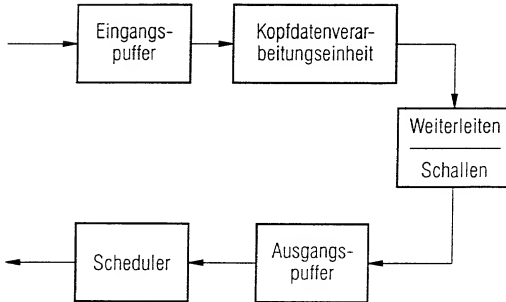 Eingangs-
puffer
Kopfdatenverar-
beitungseinheit
Weiterleiten
Schallen
Ausgangs-
puffer
Scheduler